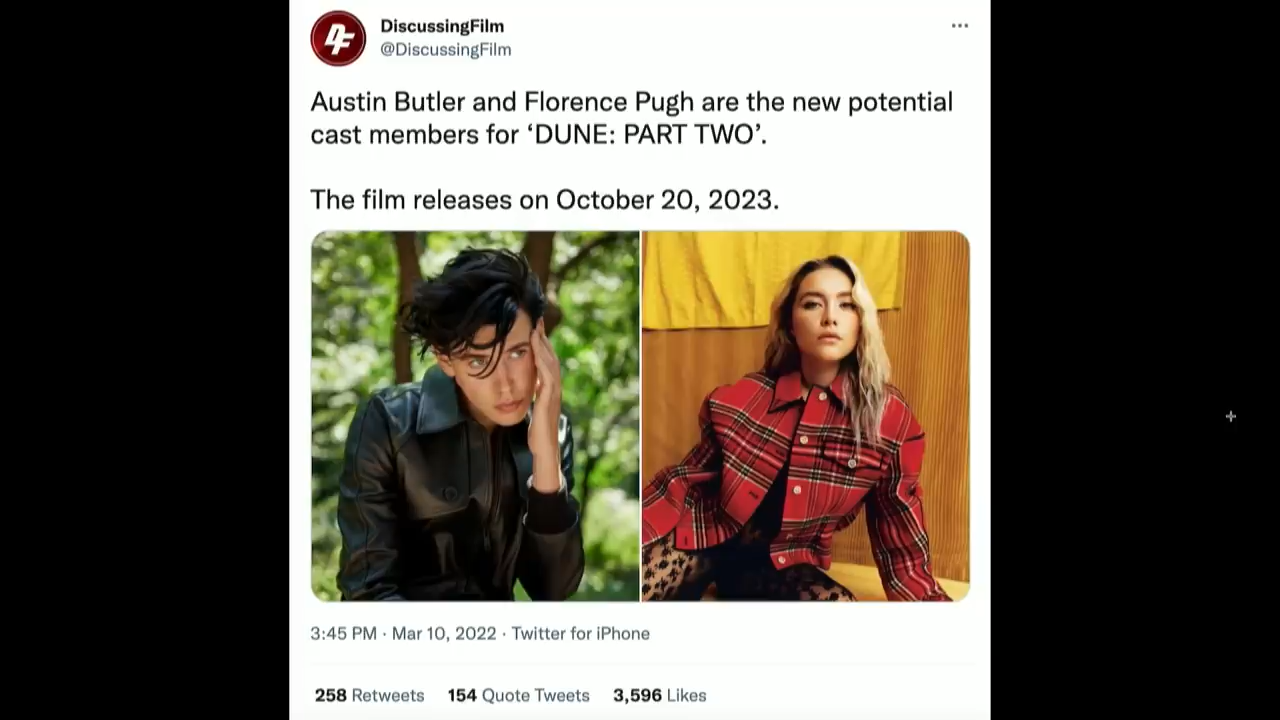 DiscussingFilm
@DiscussingFilm
Austin Butler and Florence Pugh are the new potential
cast members for ‘DUNE: PART TWO’.
The film releases on October 20, 2023.
3:45 PM · Mar 10, 2022 · Twitter for iPhone
258 Retweets 154 Quote Tweets 3,596 Likes